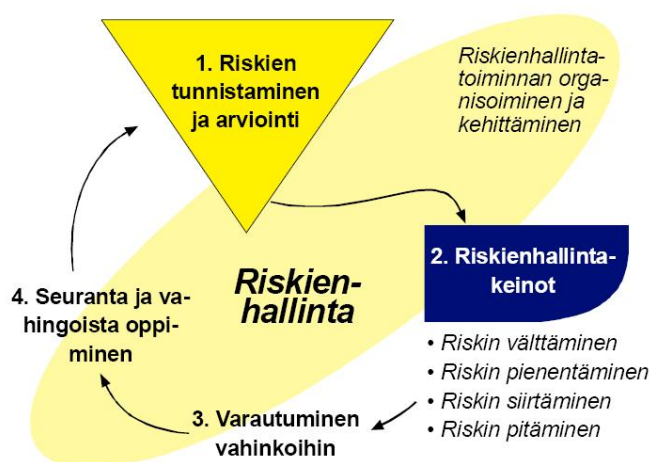 1. Riskien
tunnistaminen
ja arviointi
Riskienhallinta-
toiminnan orga-
nisoiminen ja
kehittäminen
2. Riskienhallinta-
keinot
• Riskin välttäminen
• Riskin pienentäminen
• Riskin siirtäminen
• Riskin pitäminen
3. Varautuminen
vahinkoihin
4. Seuranta ja va-
hingoista oppi-
minen
Riskien-
hallinta